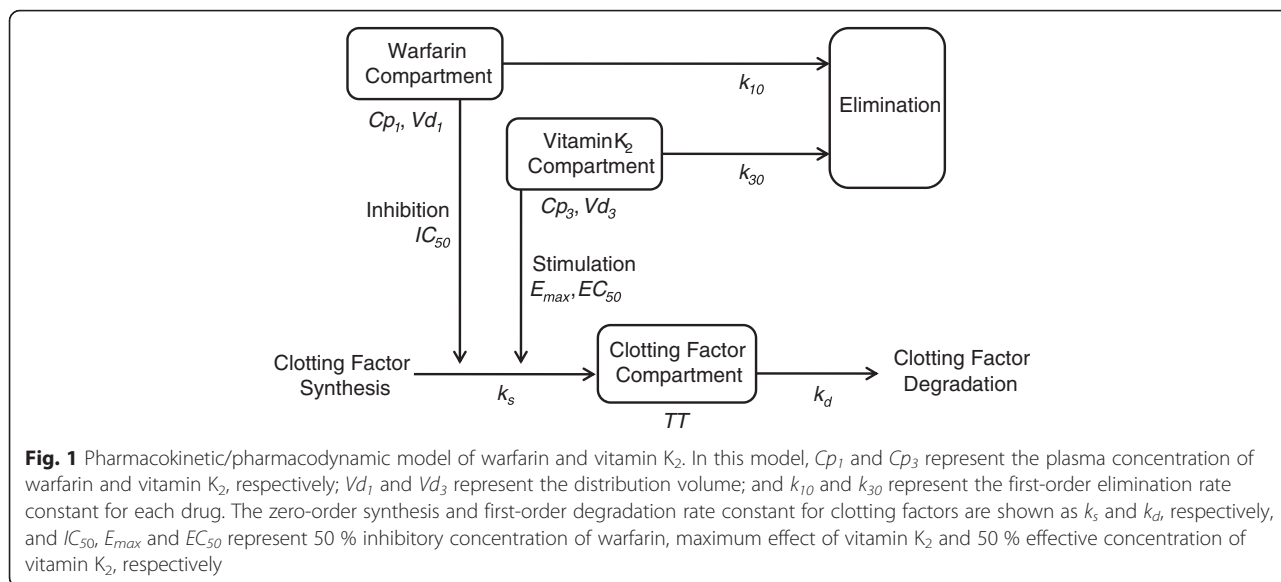 Warfarin
Compartment
k₁₀
Elimination
Cp₁, Vd₁
Vitamin K₂
Compartment
k₃₀
Cp₃, Vd₃
Inhibition
IC₅₀
Stimulation
Eₘₐₓ, EC₅₀
Clotting Factor
Synthesis
kₛ
Clotting Factor
Compartment
TT
k_d
Clotting Factor
Degradation
Fig. 1 Pharmacokinetic/pharmacodynamic model of warfarin and vitamin K₂. In this model, Cp₁ and Cp₃ represent the plasma concentration of
warfarin and vitamin K₂, respectively; Vd₁ and Vd₃ represent the distribution volume; and k₁₀ and k₃₀ represent the first-order elimination rate
constant for each drug. The zero-order synthesis and first-order degradation rate constant for clotting factors are shown as kₛ and k_d, respectively,
and IC₅₀, Eₘₐₓ and EC₅₀ represent 50 % inhibitory concentration of warfarin, maximum effect of vitamin K₂ and 50 % effective concentration of
vitamin K₂, respectively